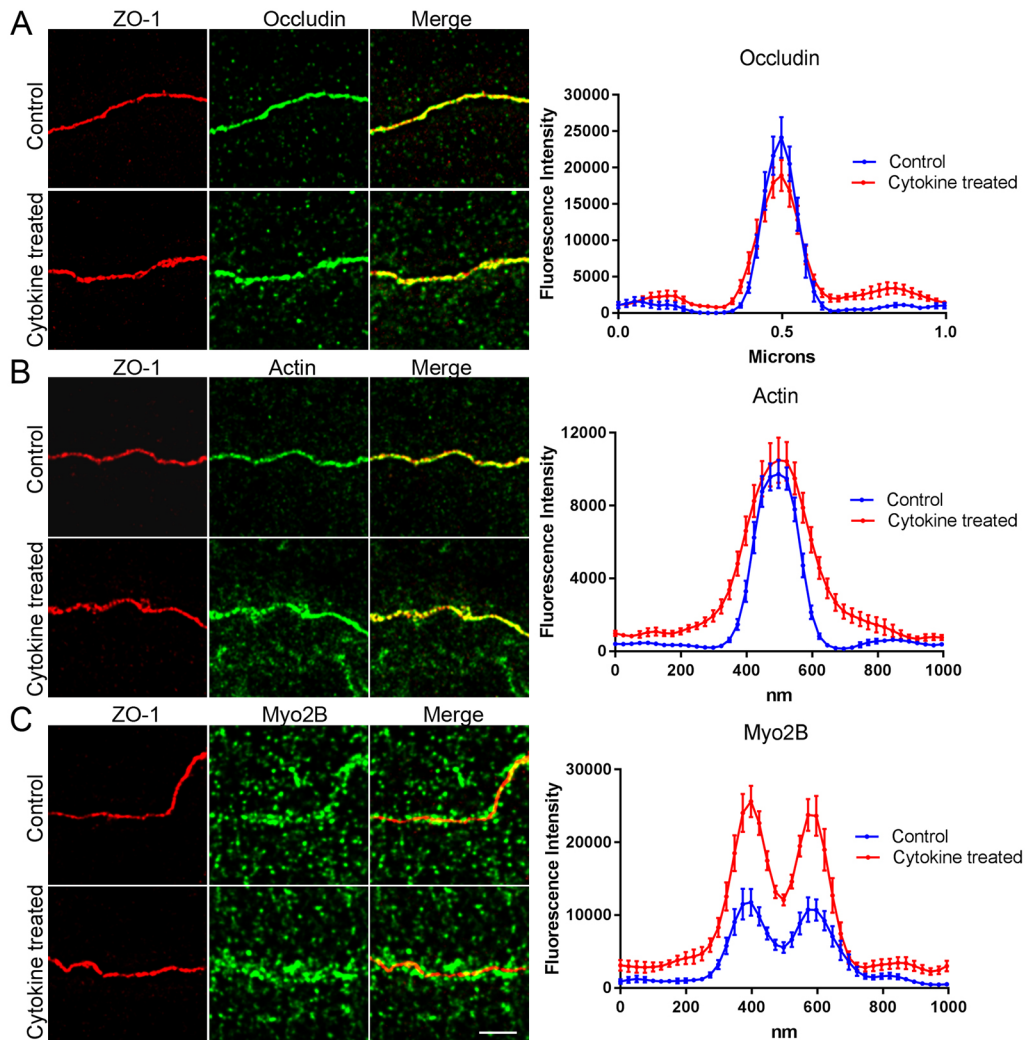 A
ZO-1 Occludin Merge
Control
Cytokine treated
Occludin
Fluorescence Intensity
30000
25000
20000
15000
10000
5000
0
0.0 0.5 1.0
Microns
Control
Cytokine treated
B
ZO-1 Actin Merge
Control
Cytokine treated
Actin
Fluorescence Intensity
12000
8000
4000
0
0 200 400 600 800 1000
nm
Control
Cytokine treated
C
ZO-1 Myo2B Merge
Control
Cytokine treated
Myo2B
Fluorescence Intensity
30000
20000
10000
0
0 200 400 600 800 1000
nm
Control
Cytokine treated